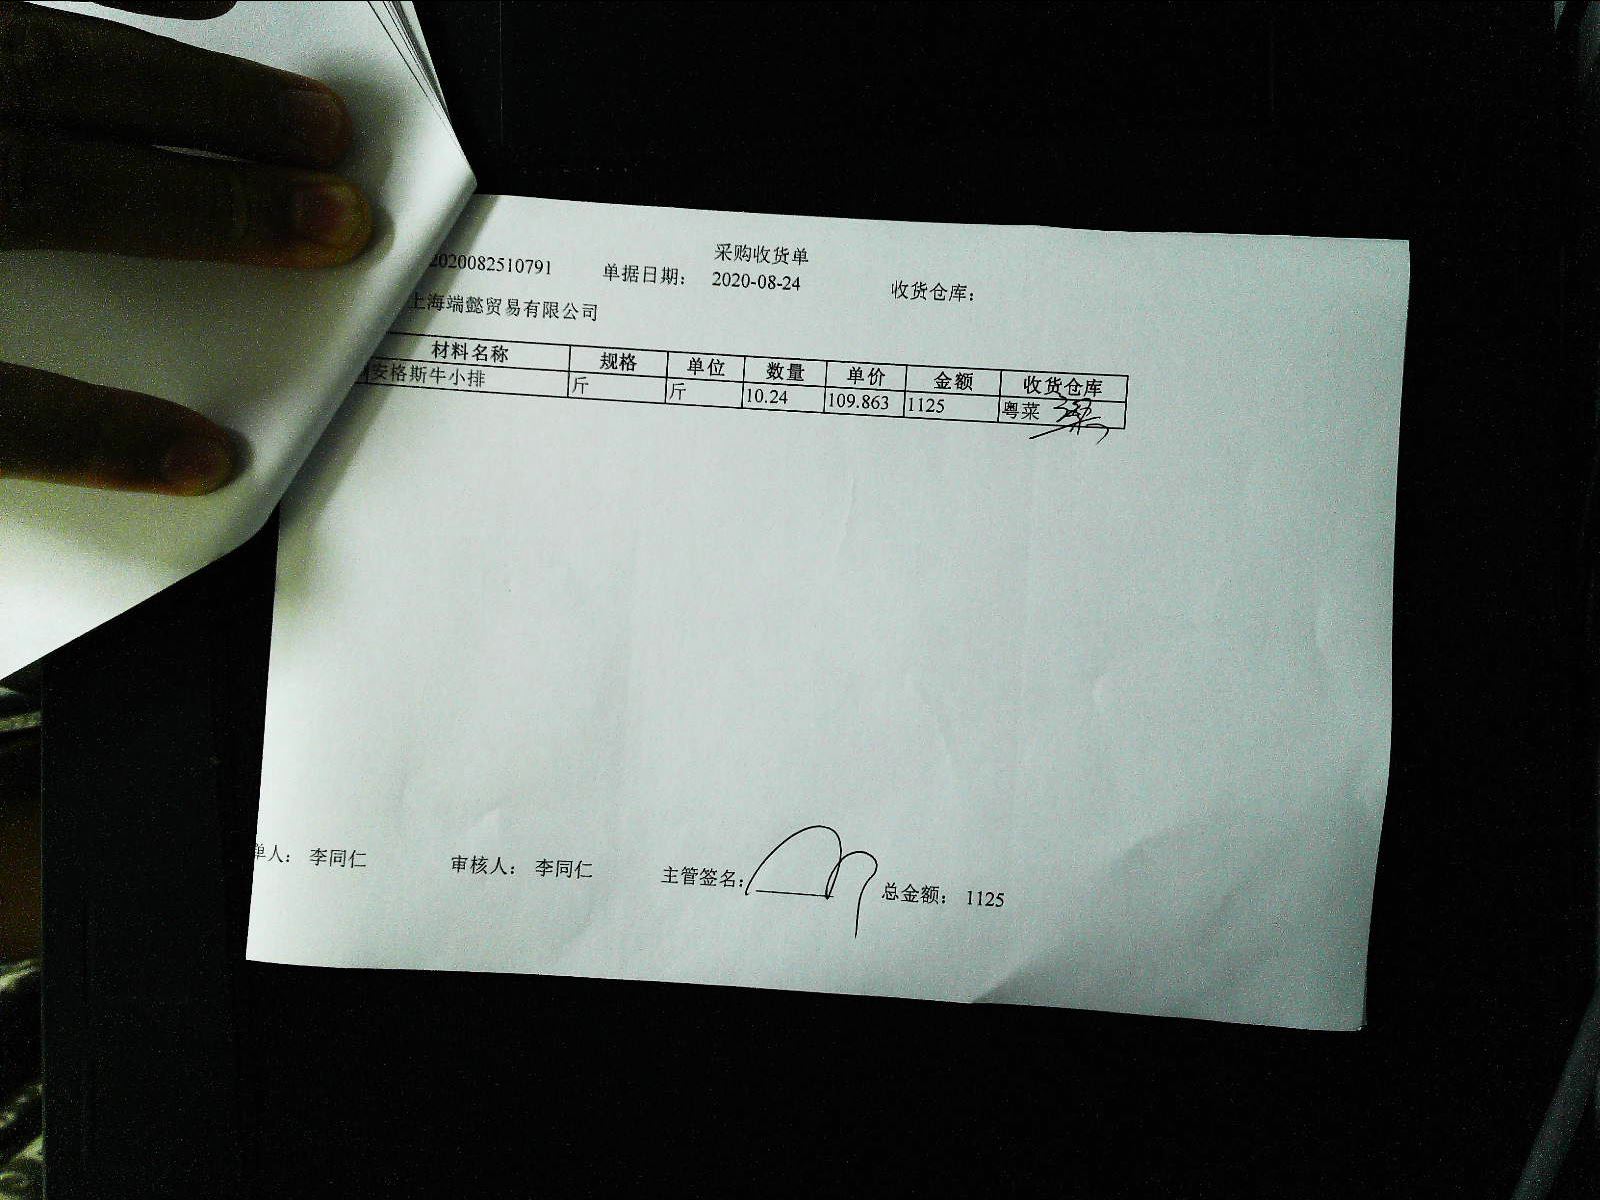 采购收货单
2020082510791 单据日期： 2020-08-24 收货仓库：
上海端懿贸易有限公司
材料名称 规格 单位 数量 单价 金额 收货仓库
安格斯牛小排 斤 斤 10.24 109.863 1125 粤菜
单人： 李同仁 审核人： 李同仁 主管签名： 总金额： 1125